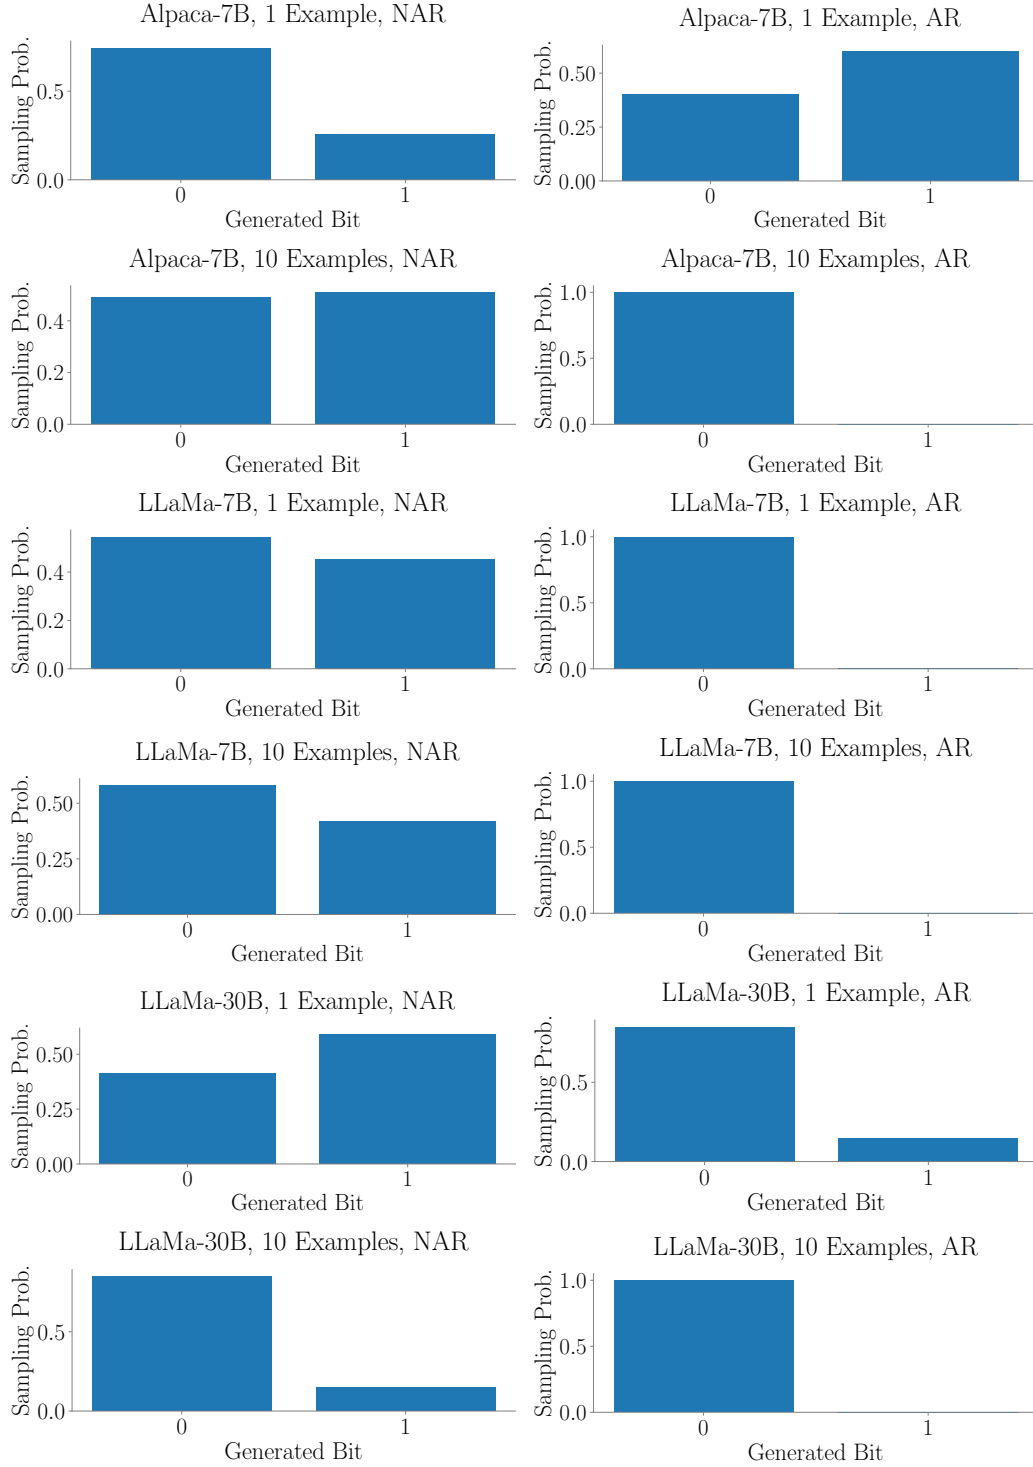 Alpaca-7B, 1 Example, NAR
Sampling Prob.
0.5
0.0
0 1
Generated Bit
Alpaca-7B, 1 Example, AR
Sampling Prob.
0.50
0.25
0.00
0 1
Generated Bit
Alpaca-7B, 10 Examples, NAR
Sampling Prob.
0.4
0.2
0.0
0 1
Generated Bit
Alpaca-7B, 10 Examples, AR
Sampling Prob.
1.0
0.5
0.0
0 1
Generated Bit
LLaMa-7B, 1 Example, NAR
Sampling Prob.
0.4
0.2
0.0
0 1
Generated Bit
LLaMa-7B, 1 Example, AR
Sampling Prob.
1.0
0.5
0.0
0 1
Generated Bit
LLaMa-7B, 10 Examples, NAR
Sampling Prob.
0.50
0.25
0.00
0 1
Generated Bit
LLaMa-7B, 10 Examples, AR
Sampling Prob.
1.0
0.5
0.0
0 1
Generated Bit
LLaMa-30B, 1 Example, NAR
Sampling Prob.
0.50
0.25
0.00
0 1
Generated Bit
LLaMa-30B, 1 Example, AR
Sampling Prob.
0.5
0.0
0 1
Generated Bit
LLaMa-30B, 10 Examples, NAR
Sampling Prob.
0.5
0.0
0 1
Generated Bit
LLaMa-30B, 10 Examples, AR
Sampling Prob.
1.0
0.5
0.0
0 1
Generated Bit